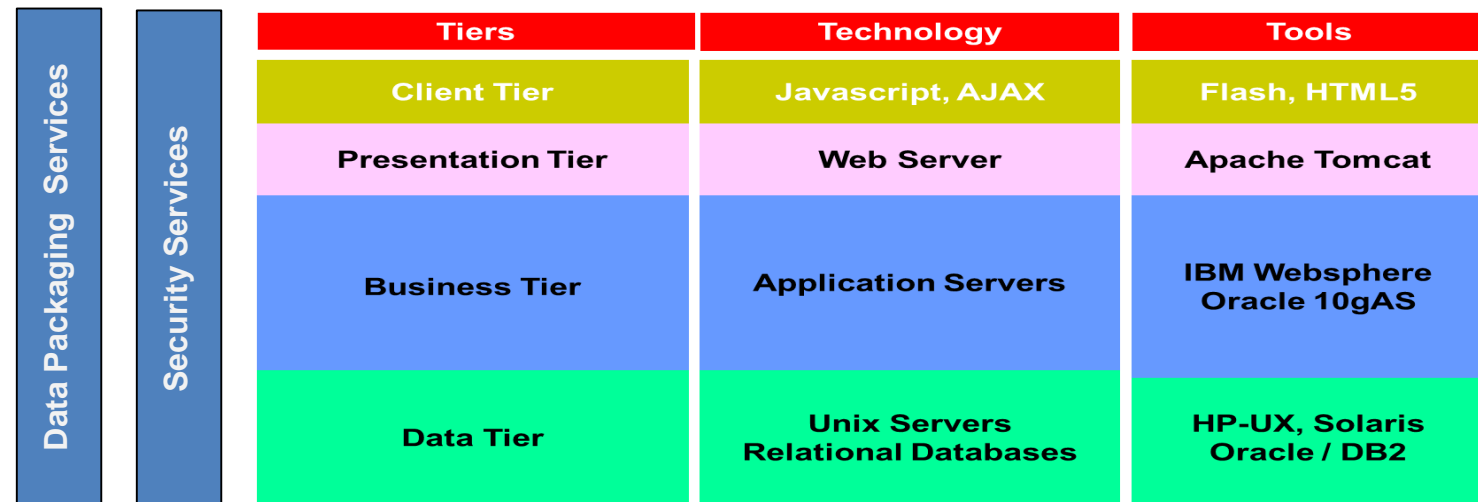 Data Packaging Services
Security Services
Tiers
Technology
Tools
Client Tier
Javascript, AJAX
Flash, HTML5
Presentation Tier
Web Server
Apache Tomcat
Business Tier
Application Servers
IBM Websphere
Oracle 10gAS
Data Tier
Unix Servers
Relational Databases
HP-UX, Solaris
Oracle / DB2